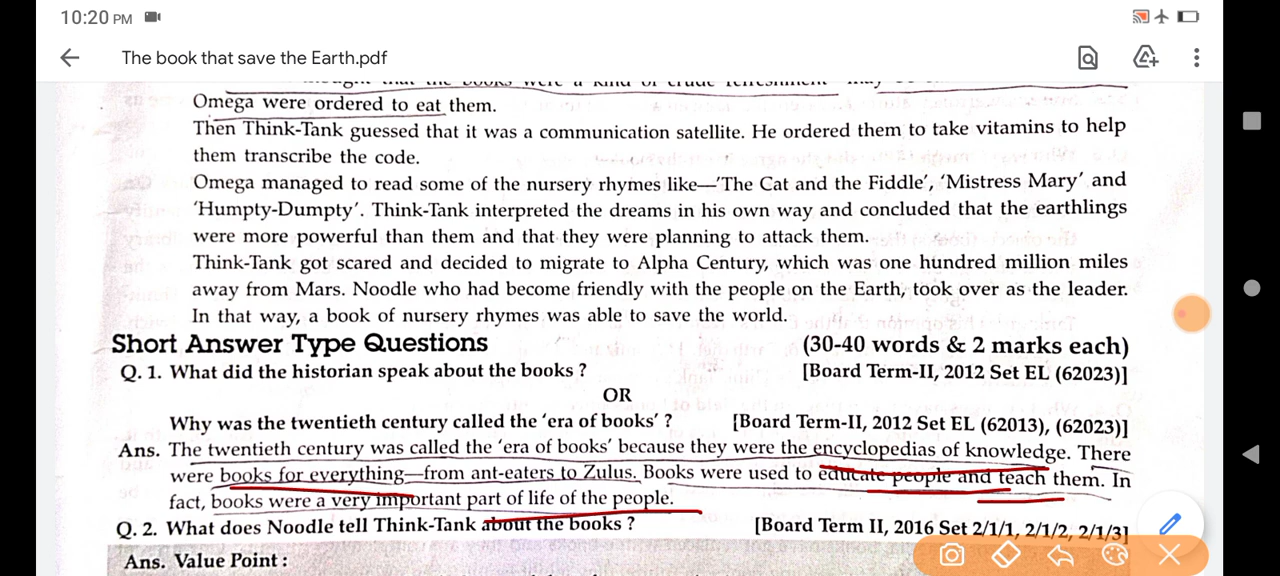 10:20 PM
The book that save the Earth.pdf
thought that the books were a kind of crude refreshment
Omega were ordered to eat them.
Then Think-Tank guessed that it was a communication satellite. He ordered them to take vitamins to help
them transcribe the code.
Omega managed to read some of the nursery rhymes like—'The Cat and the Fiddle', 'Mistress Mary' and
'Humpty-Dumpty'. Think-Tank interpreted the dreams in his own way and concluded that the earthlings
were more powerful than them and that they were planning to attack them.
Think-Tank got scared and decided to migrate to Alpha Century, which was one hundred million miles
away from Mars. Noodle who had become friendly with the people on the Earth, took over as the leader.
In that way, a book of nursery rhymes was able to save the world.
Short Answer Type Questions (30-40 words & 2 marks each)
Q. 1. What did the historian speak about the books ? [Board Term-II, 2012 Set EL (62023)]
OR
Why was the twentieth century called the 'era of books' ? [Board Term-II, 2012 Set EL (62013), (62023)]
Ans. The twentieth century was called the 'era of books' because they were the encyclopedias of knowledge. There
were books for everything—from ant-eaters to Zulus. Books were used to educate people and teach them. In
fact, books were a very important part of life of the people.
Q. 2. What does Noodle tell Think-Tank about the books ? [Board Term II, 2016 Set 2/1/1, 2/1/2, 2/1/3]
Ans. Value Point :